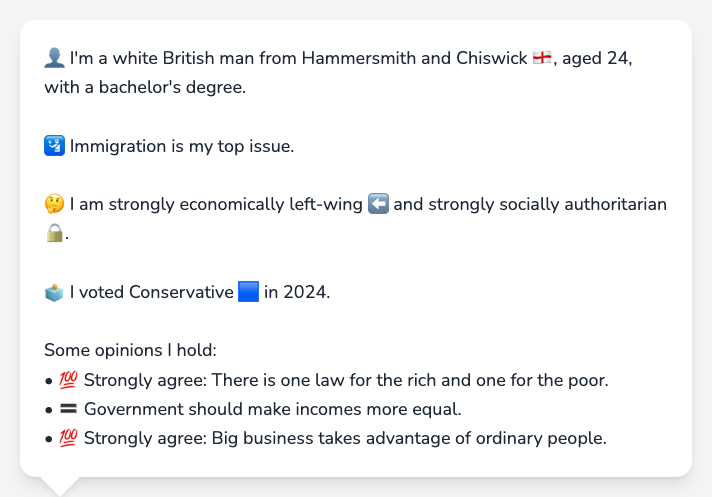 👤 I'm a white British man from Hammersmith and Chiswick 🏴󠁧󠁢󠁥󠁮󠁧󠁿, aged 24,
with a bachelor's degree.
🛂 Immigration is my top issue.
🤔 I am strongly economically left-wing ⬅️ and strongly socially authoritarian
🔒.
🗳️ I voted Conservative 🟦 in 2024.
Some opinions I hold:
• 💯 Strongly agree: There is one law for the rich and one for the poor.
• 🟰 Government should make incomes more equal.
• 💯 Strongly agree: Big business takes advantage of ordinary people.